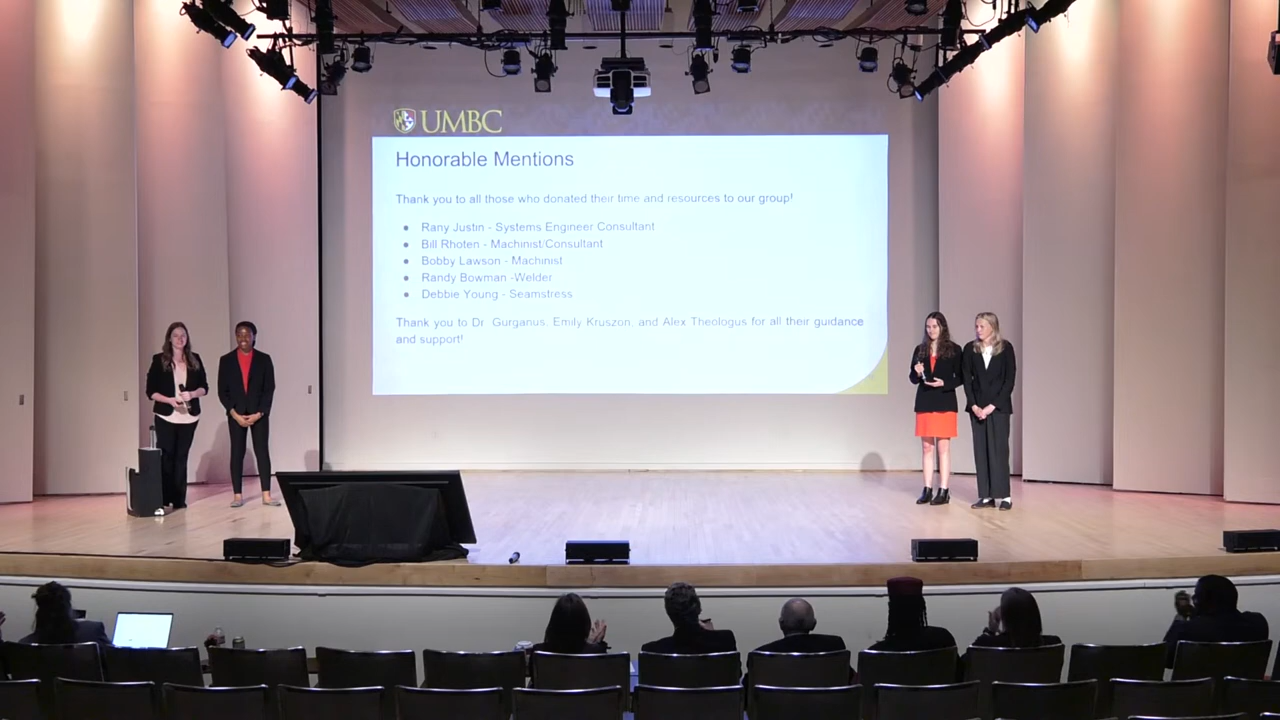 UMBC
Honorable Mentions
Thank you to all those who donated their time and resources to our group!
● Rany Justin - Systems Engineer Consultant
● Bill Rhoten - Machinist/Consultant
● Bobby Lawson - Machinist
● Randy Bowman -Welder
● Debbie Young - Seamstress
Thank you to Dr. Gurganus, Emily Kruszon, and Alex Theologus for all their guidance
and support!